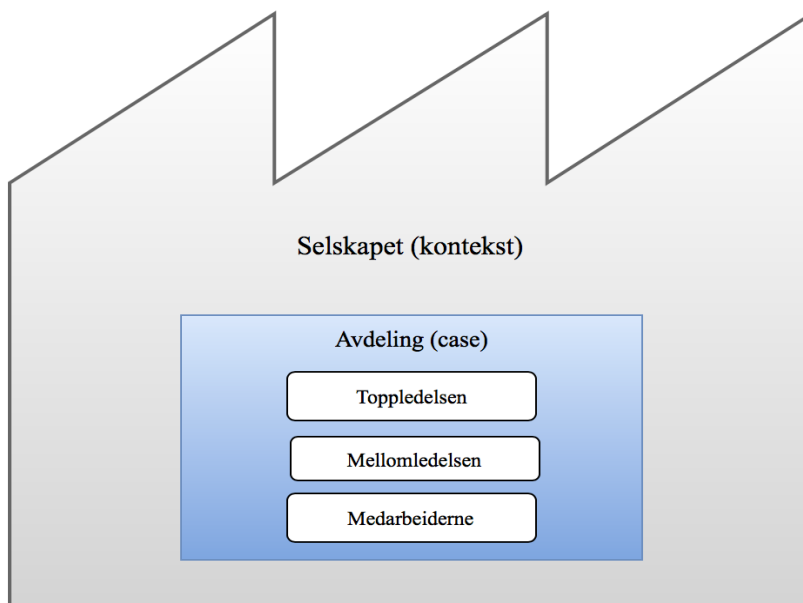 Selskapet (kontekst)
Avdeling (case)
Toppledelsen
Mellomledelsen
Medarbeiderne